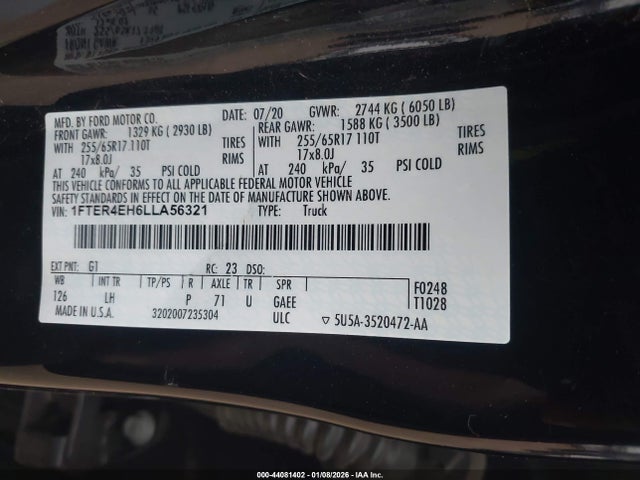 MFD. BY FORD MOTOR CO.
DATE: 07/20 GVWR: 2744 KG ( 6050 LB)
FRONT GAWR: 1329 KG ( 2930 LB) REAR GAWR: 1588 KG ( 3500 LB)
WITH 255/65R17 110T TIRES WITH 255/65R17 110T TIRES
17x8.0J RIMS 17x8.0J RIMS
AT 240 kPa/ 35 PSI COLD AT 240 kPa/ 35 PSI COLD
THIS VEHICLE CONFORMS TO ALL APPLICABLE FEDERAL MOTOR VEHICLE
SAFETY STANDARDS IN EFFECT ON THE DATE OF MANUFACTURE SHOWN ABOVE.
VIN: 1FTER4EH6LLA56321 TYPE: Truck
EXT PNT: G1 RC: 23 DSO:
WB INT TR TP/PS R AXLE TR SPR
126 LH P 71 U GAEE
F0248
T1028
MADE IN U.S.A. 3202007235304 ULC ▽ 5U5A-3520472-AA
000-44081402 - 01/08/2026 - IAA Inc.